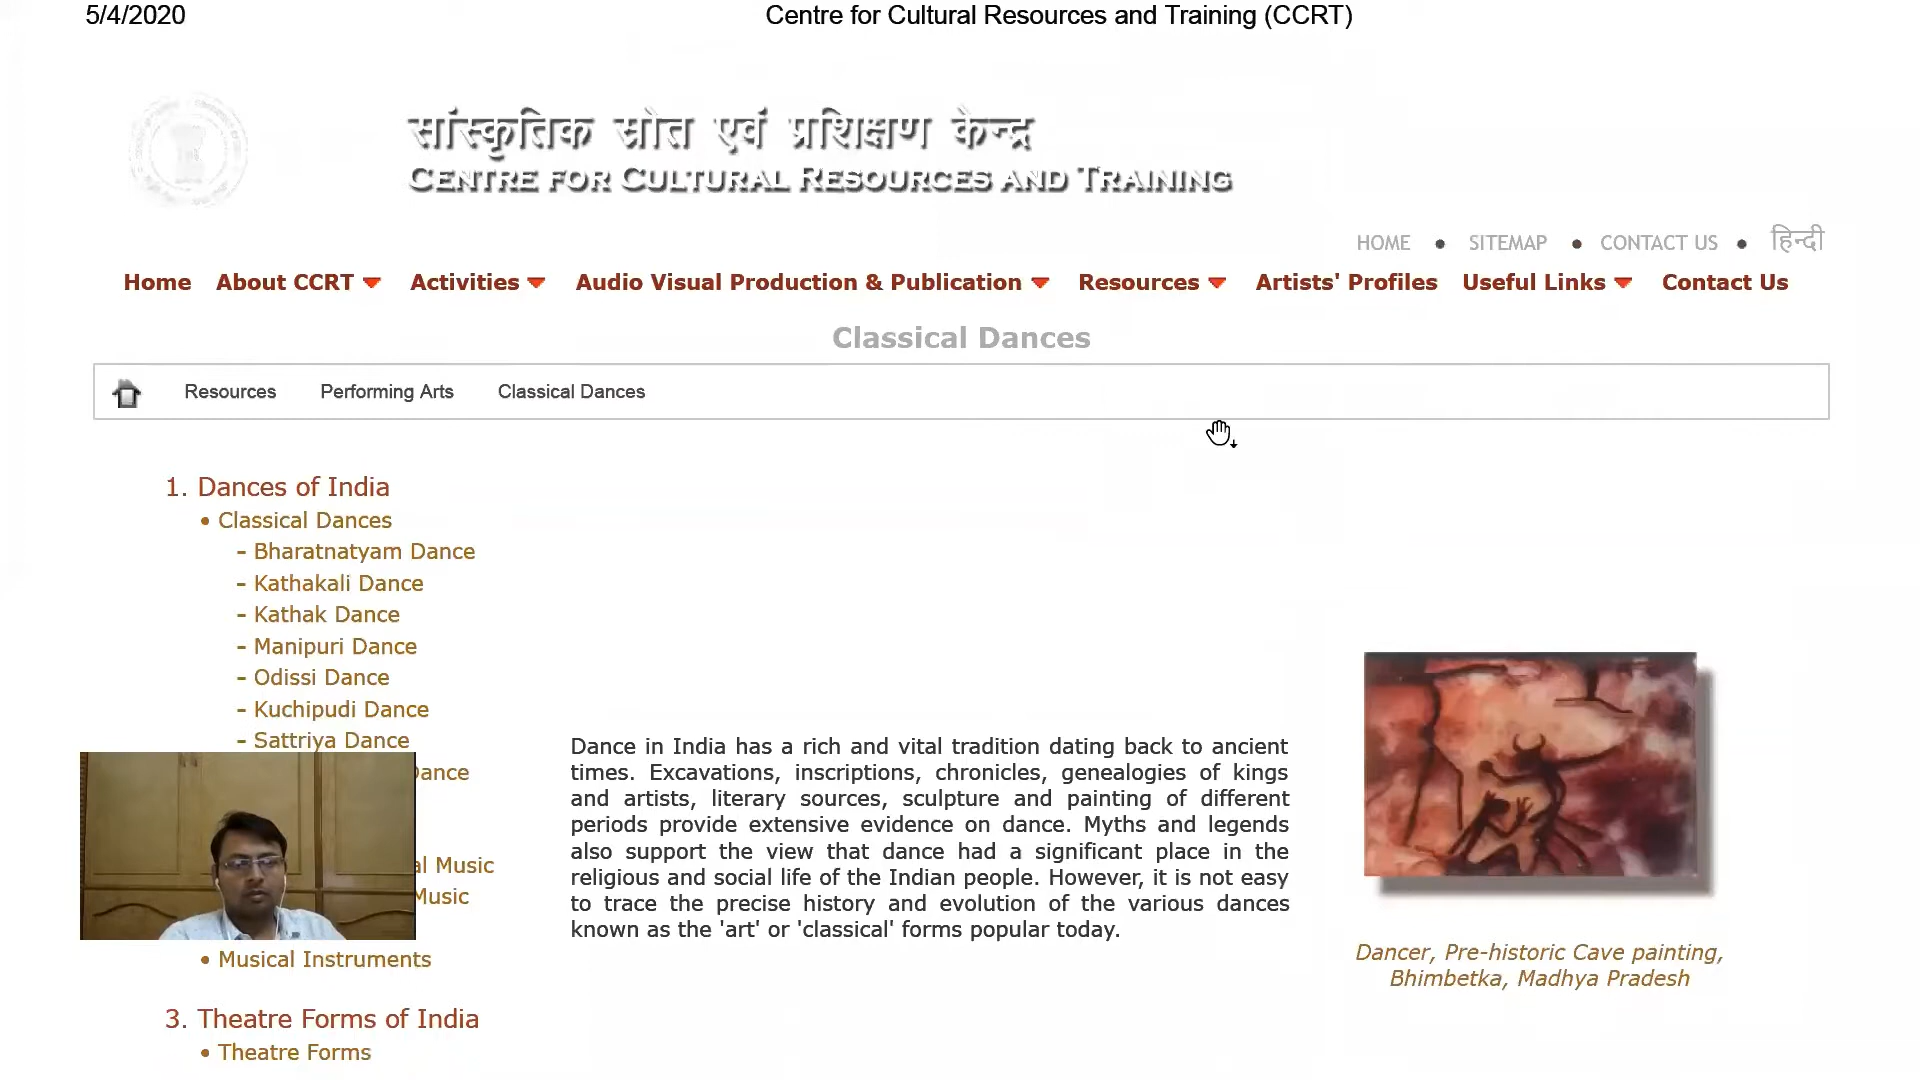 5/4/2020
Centre for Cultural Resources and Training (CCRT)
सांस्कृतिक स्रोत एवं प्रशिक्षण केन्द्र
CENTRE FOR CULTURAL RESOURCES AND TRAINING
HOME • SITEMAP • CONTACT US • हिन्दी
Home About CCRT Activities Audio Visual Production & Publication Resources Artists' Profiles Useful Links Contact Us
Classical Dances
Resources Performing Arts Classical Dances
1. Dances of India
• Classical Dances
- Bharatnatyam Dance
- Kathakali Dance
- Kathak Dance
- Manipuri Dance
- Odissi Dance
- Kuchipudi Dance
- Sattriya Dance
Music
• Musical Instruments
3. Theatre Forms of India
• Theatre Forms
Dance in India has a rich and vital tradition dating back to ancient
times. Excavations, inscriptions, chronicles, genealogies of kings
and artists, literary sources, sculpture and painting of different
periods provide extensive evidence on dance. Myths and legends
also support the view that dance had a significant place in the
religious and social life of the Indian people. However, it is not easy
to trace the precise history and evolution of the various dances
known as the 'art' or 'classical' forms popular today.
Dancer, Pre-historic Cave painting,
Bhimbetka, Madhya Pradesh